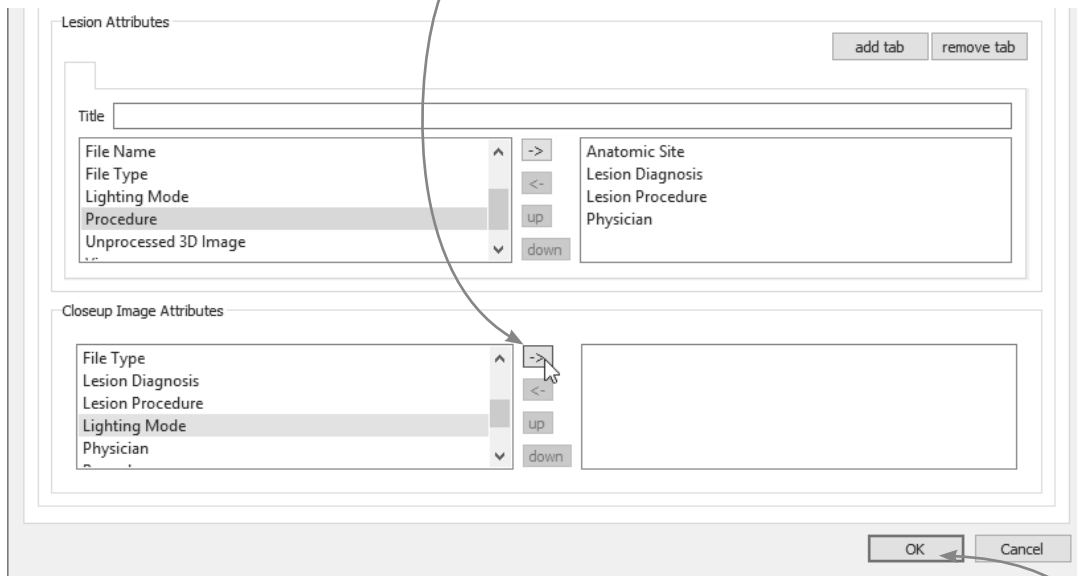 Lesion Attributes
add tab remove tab
Title
File Name
File Type
Lighting Mode
Procedure
Unprocessed 3D Image
->
<-
up
down
Anatomic Site
Lesion Diagnosis
Lesion Procedure
Physician
Closeup Image Attributes
File Type
Lesion Diagnosis
Lesion Procedure
Lighting Mode
Physician
->
<-
up
down
OK Cancel